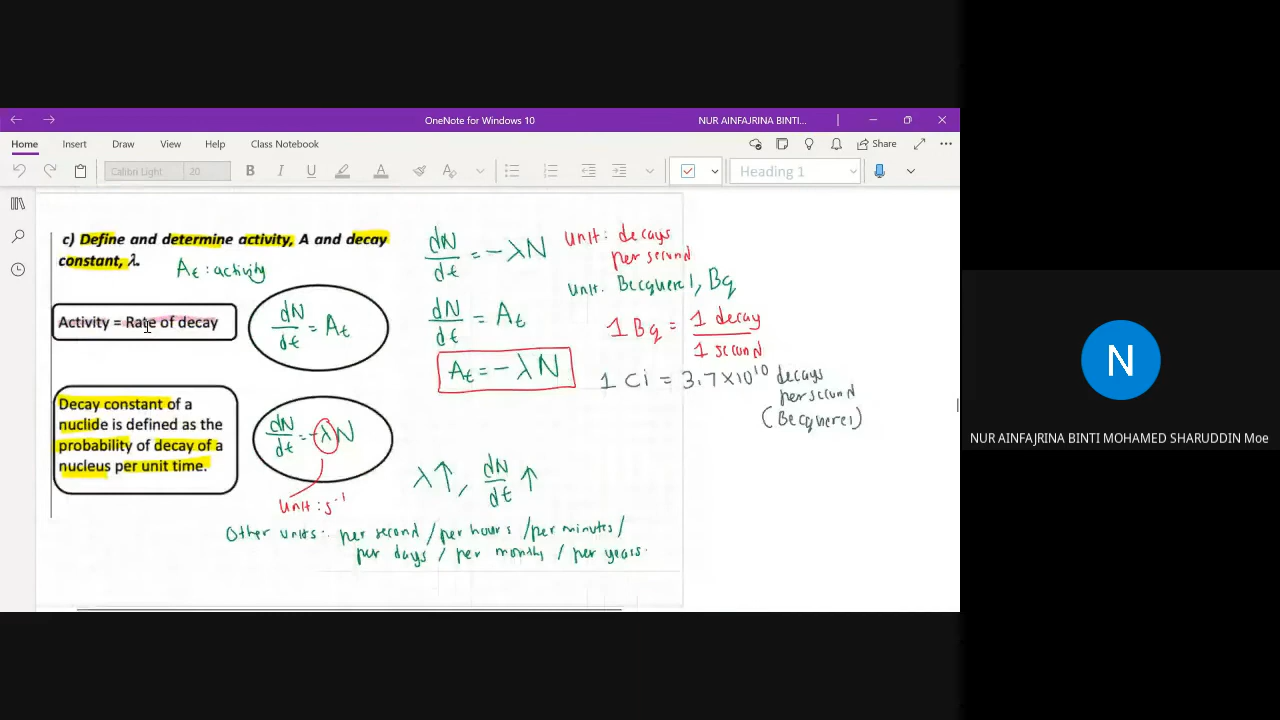 OneNote for Windows 10
NUR AINFAJRINA BINTI...
Home Insert Draw View Help Class Notebook
Share
Calibri Light 20 B I U A Heading 1
c) Define and determine activity, A and decay
constant, λ.
At : activity
Activity = Rate of decay
dN/dt = At
Decay constant of a
nuclide is defined as the
probability of decay of a
nucleus per unit time.
dN/dt = -λN
Unit : s⁻¹
dN/dt = -λN
dN/dt = At
At = -λN
Unit: decays
per second
Unit: Becquerel, Bq
1 Bq = 1 decay / 1 second
1 Ci = 3.7×10¹⁰ decays
per second
(Becquerel)
λ↑, dN/dt ↑
Other units: per second / per hours / per minutes /
per days / per months / per years.
N
NUR AINFAJRINA BINTI MOHAMED SHARUDDIN Moe